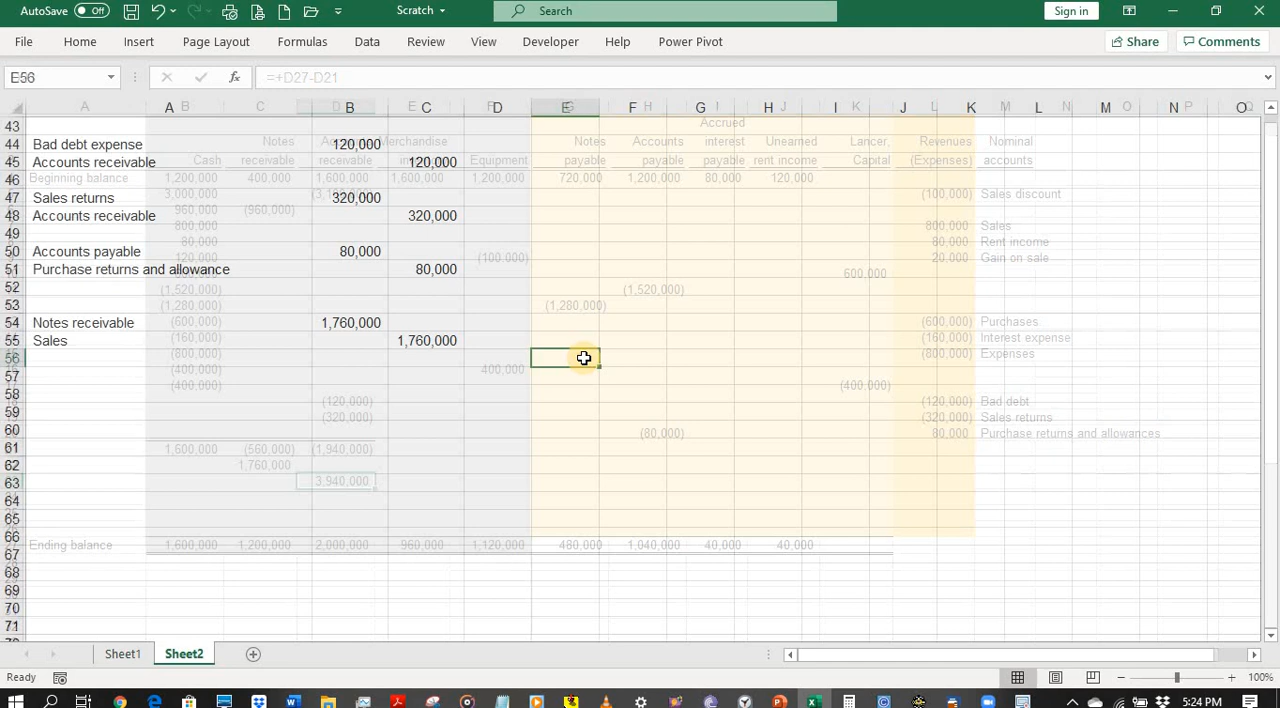 AutoSave Off Scratch Search Sign in
File Home Insert Page Layout Formulas Data Review View Developer Help Power Pivot Share Comments
E56 fx =+D27-D21
A B C D E F G H I J K L M N O
A B C D E F G H I J K L M N O P
43 Accrued
44 Bad debt expense 120,000
Notes Merchandise Notes Accounts interest Unearned Lancer, Revenues Nominal
45 Accounts receivable 120,000
Cash receivable receivable Equipment payable payable payable rent income Capital (Expenses) accounts
46 Beginning balance 1,200,000 400,000 1,600,000 1,600,000 1,200,000 720,000 1,200,000 80,000 120,000
3,000,000 (100,000) Sales discount
47 Sales returns 320,000
960,000 (960,000)
48 Accounts receivable 320,000
800,000 800,000 Sales
49
80,000 80,000 Rent income
50 Accounts payable 80,000
120,000 (100,000) 20,000 Gain on sale
51 Purchase returns and allowance 80,000
600,000
52 (1,520,000) (1,520,000)
53 (1,280,000) (1,280,000)
54 Notes receivable 1,760,000
(600,000) (600,000) Purchases
55 Sales 1,760,000
(160,000) (160,000) Interest expense
56 (800,000) (800,000) Expenses
57 (400,000) 400,000
58 (400,000) (400,000)
(120,000) (120,000) Bad debt
59 (320,000) (320,000) Sales returns
60 (80,000) 80,000 Purchase returns and allowances
61 1,600,000 (560,000) (1,940,000)
62 1,760,000
63 3,940,000
64
65
66
Ending balance 1,600,000 1,200,000 2,000,000 960,000 1,120,000 480,000 1,040,000 40,000 40,000
67
68
69
70
71
Sheet1 Sheet2
Ready 100%
5:24 PM